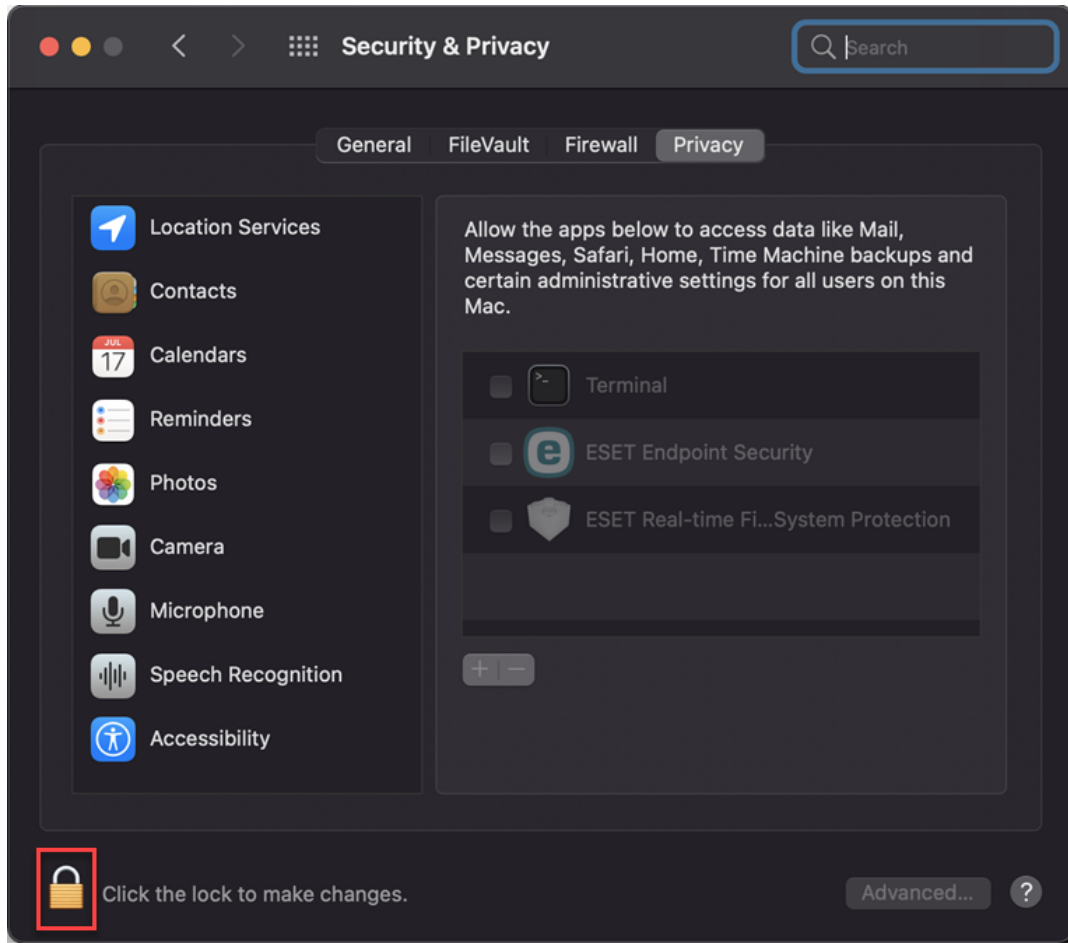 Security & Privacy
Search
General FileVault Firewall Privacy
Location Services
Contacts
JUL
17
Calendars
Reminders
Photos
Camera
Microphone
Speech Recognition
Accessibility
Allow the apps below to access data like Mail,
Messages, Safari, Home, Time Machine backups and
certain administrative settings for all users on this
Mac.
>_ Terminal
e ESET Endpoint Security
ESET Real-time Fi...System Protection
+ −
Click the lock to make changes.
Advanced... ?